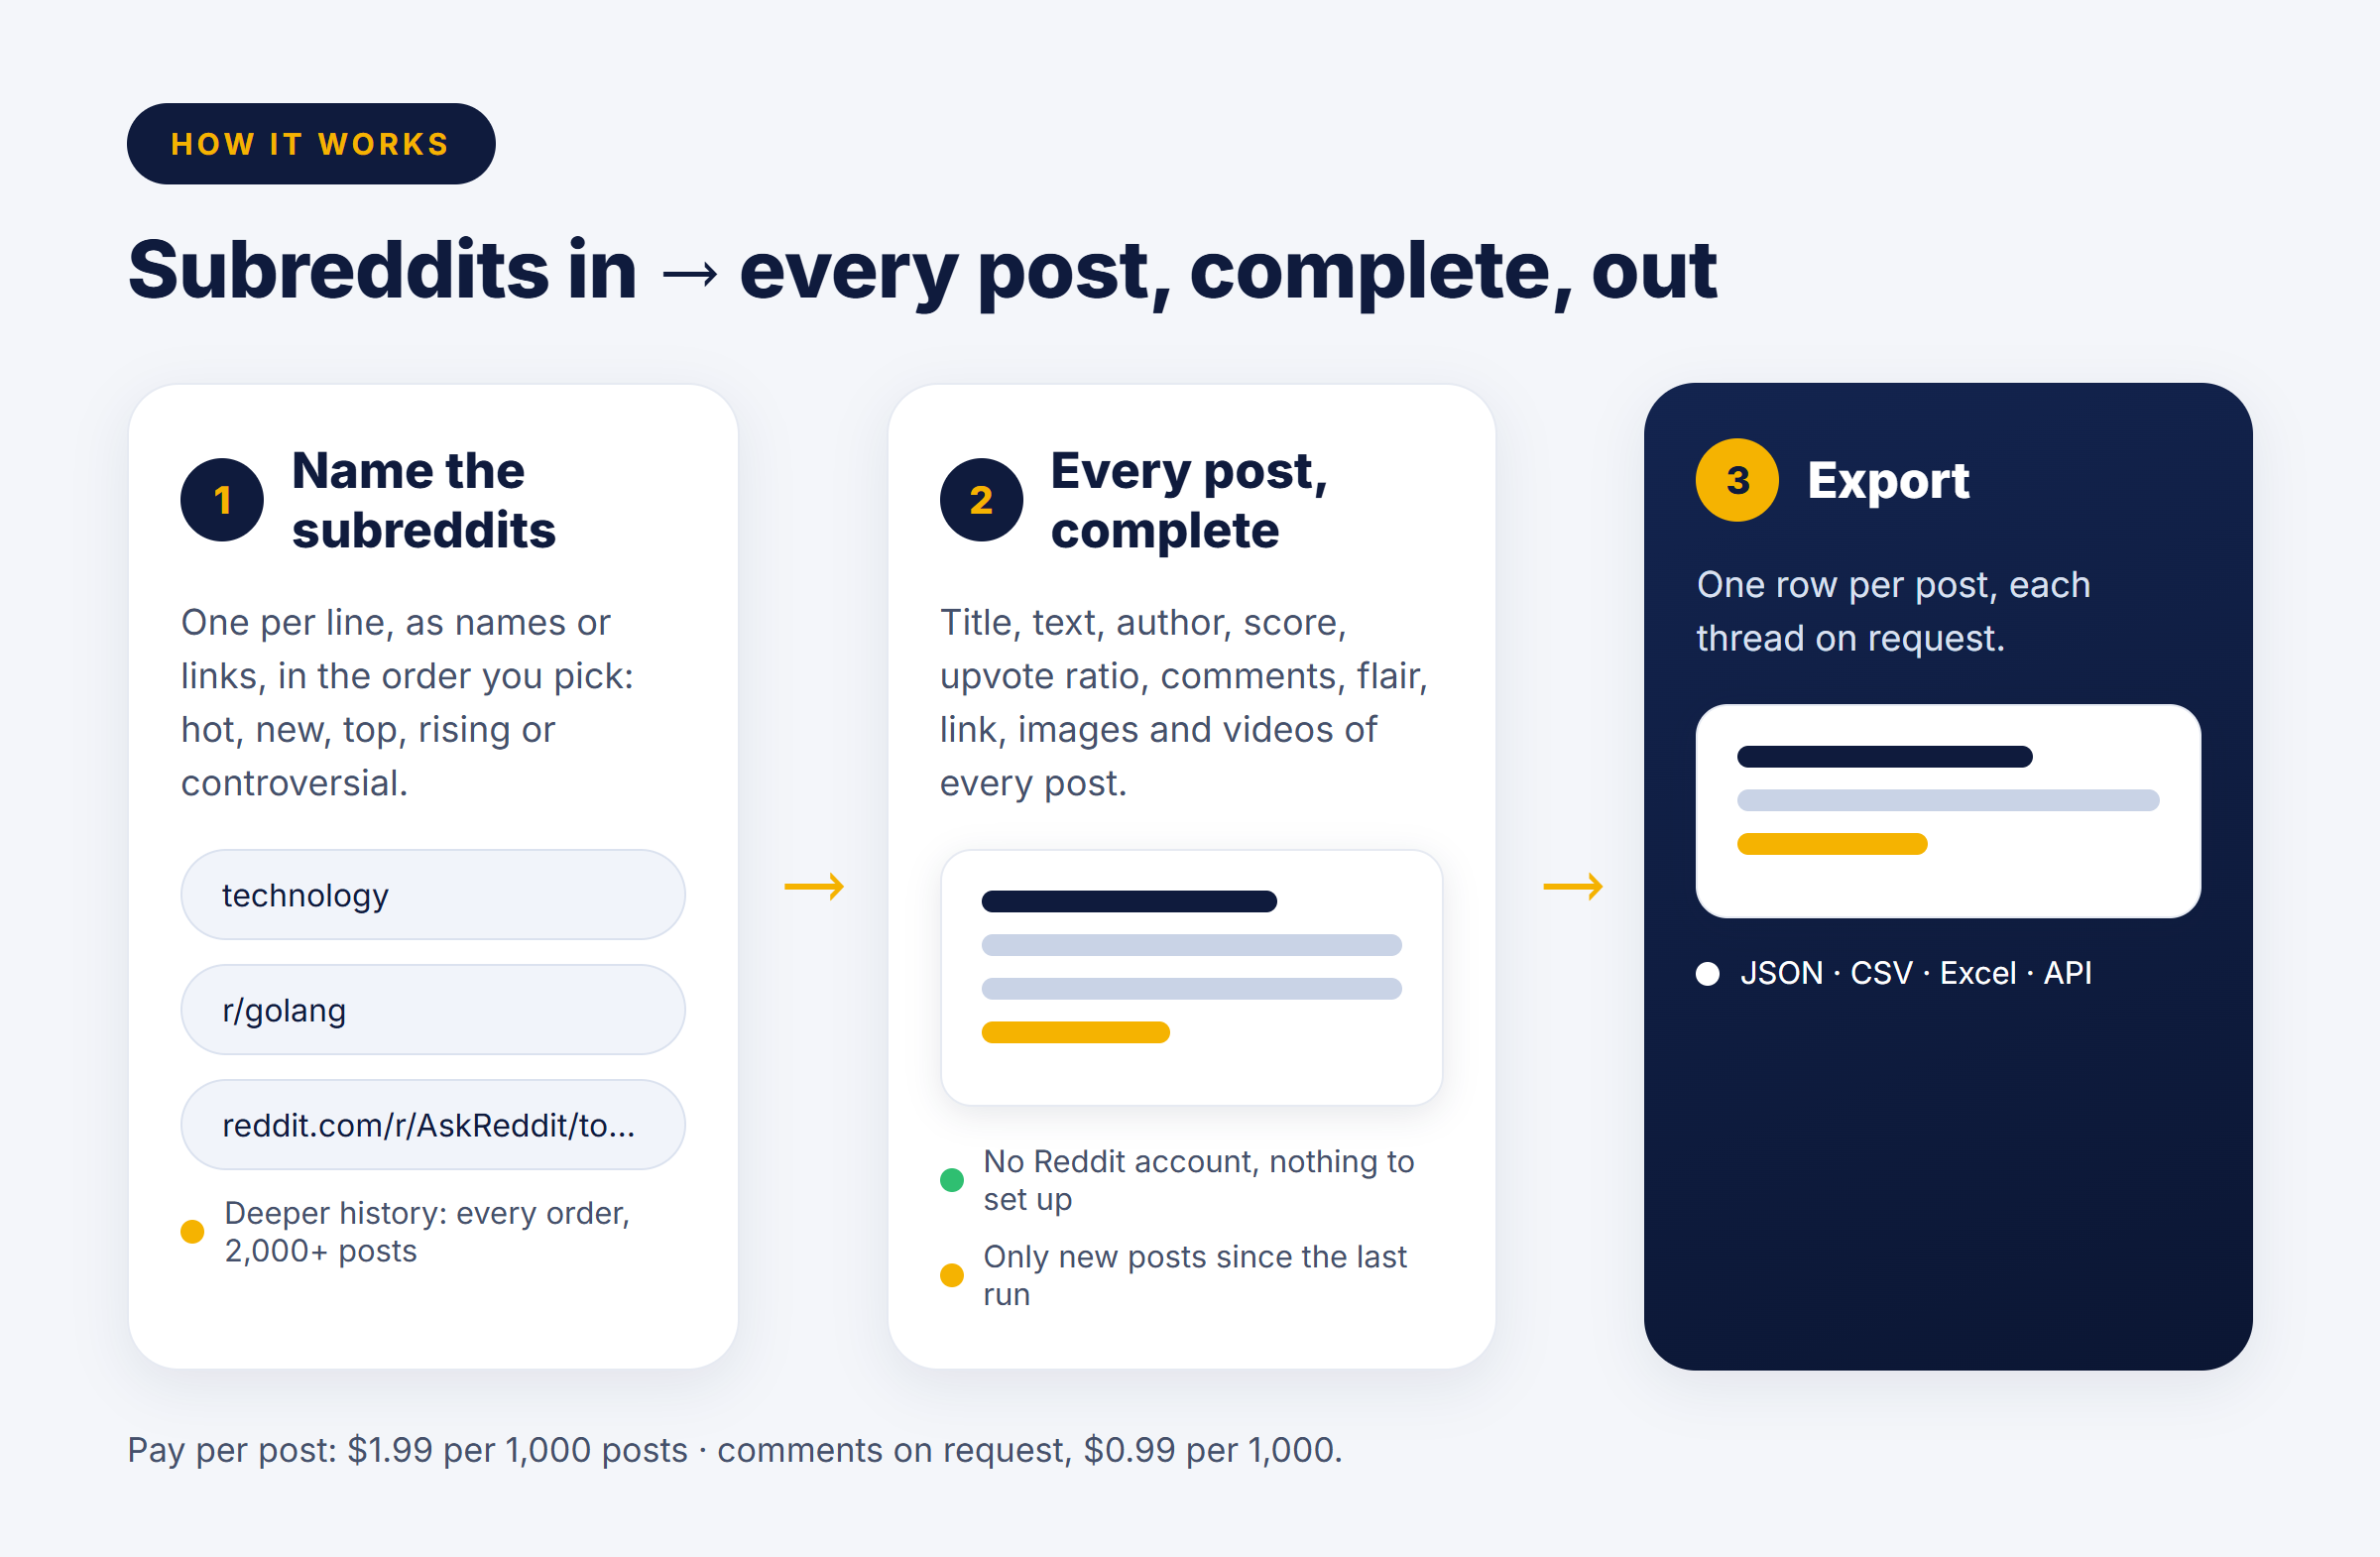 HOW IT WORKS
Subreddits in → every post, complete, out
1
Name the
subreddits
One per line, as names or
links, in the order you pick:
hot, new, top, rising or
controversial.
technology
r/golang
reddit.com/r/AskReddit/to...
Deeper history: every order,
2,000+ posts
→
2
Every post,
complete
Title, text, author, score,
upvote ratio, comments, flair,
link, images and videos of
every post.
No Reddit account, nothing to
set up
Only new posts since the last
run
→
3
Export
One row per post, each
thread on request.
JSON · CSV · Excel · API
Pay per post: $1.99 per 1,000 posts · comments on request, $0.99 per 1,000.